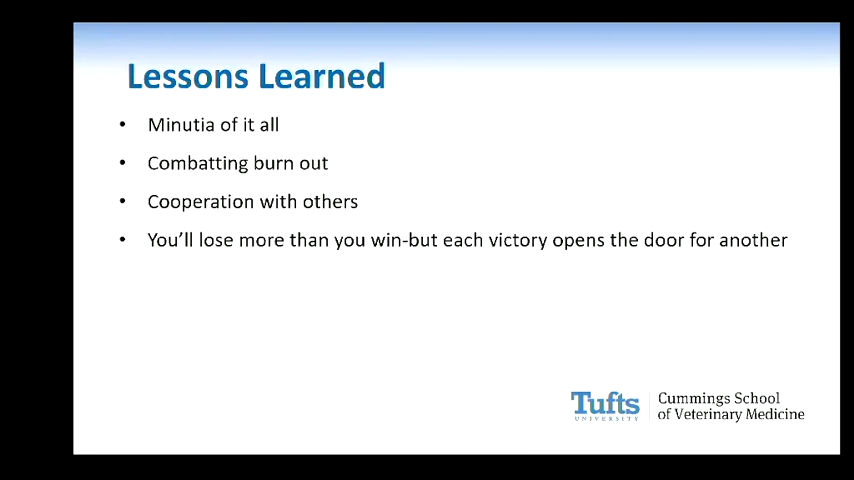 Lessons Learned
• Minutia of it all
• Combatting burn out
• Cooperation with others
• You’ll lose more than you win-but each victory opens the door for another
Tufts
UNIVERSITY
Cummings School
of Veterinary Medicine